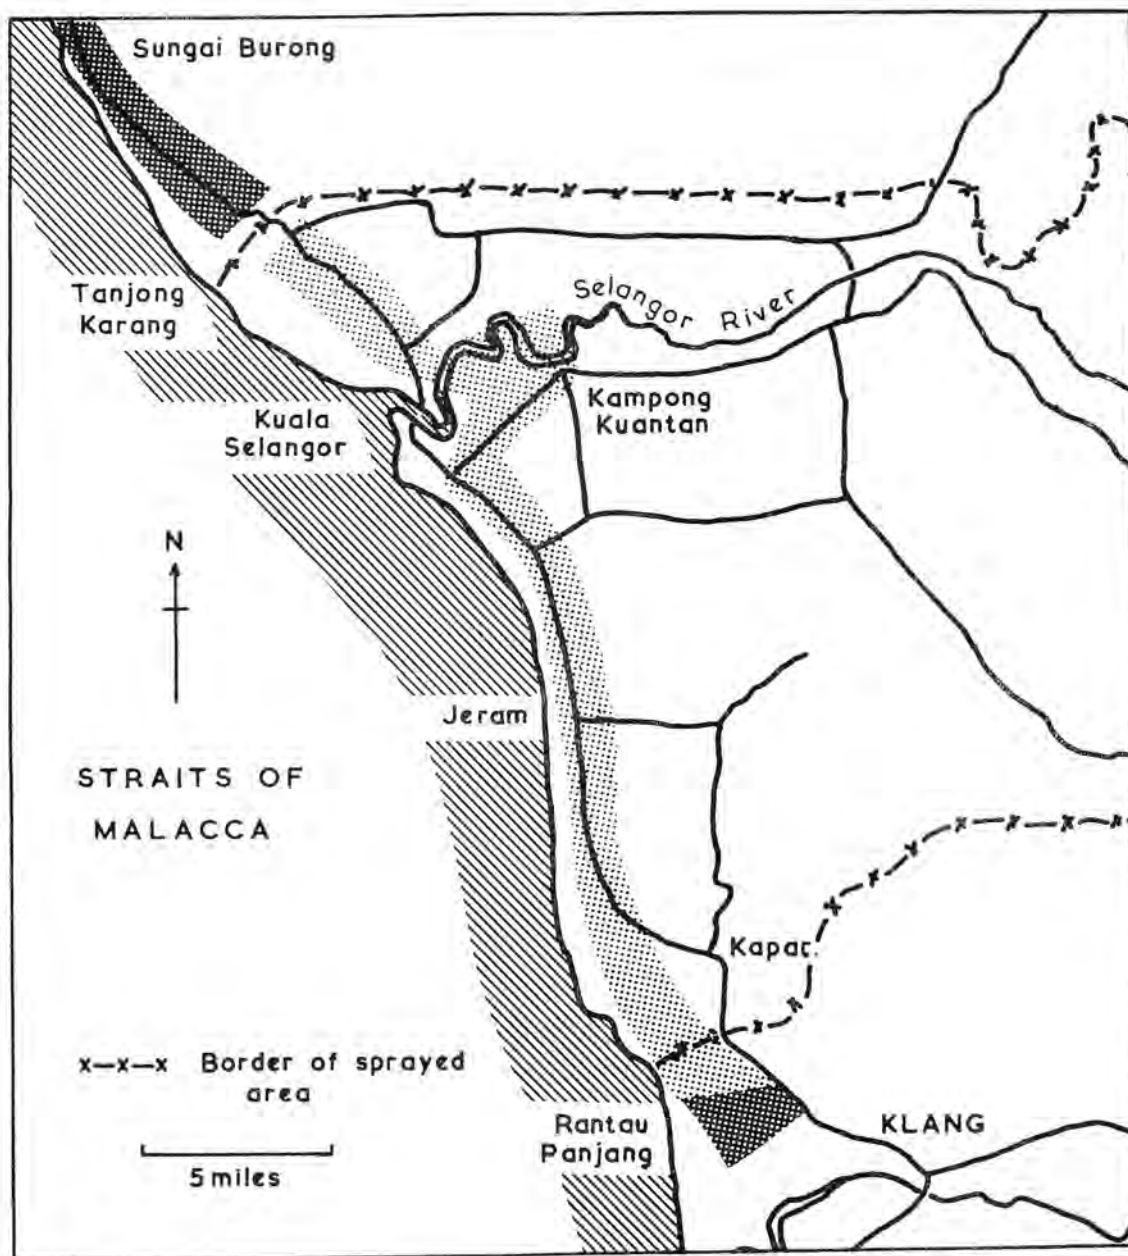 Sungai Burong
Tanjong
Karang
Selangor River
Kuala
Selangor
Kampong
Kuantan
N
Jeram
STRAITS OF
MALACCA
Kapar
x—x—x Border of sprayed
area
Rantau
Panjang
KLANG
5 miles